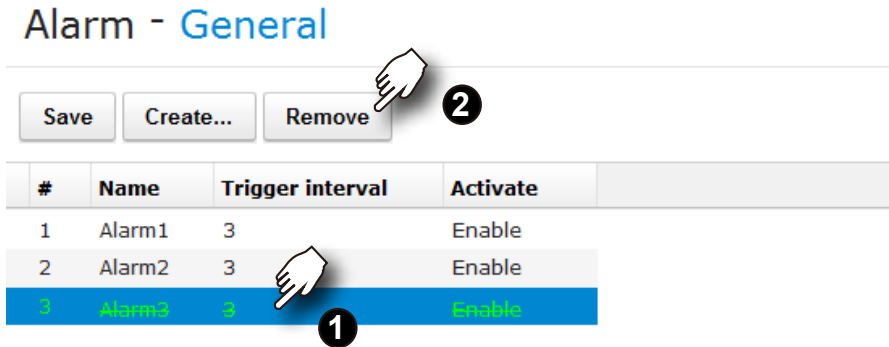 Alarm - General
Save Create... Remove 2
# Name Trigger interval Activate
1 Alarm1 3 Enable
2 Alarm2 3 Enable
3 Alarm3 3 Enable
1